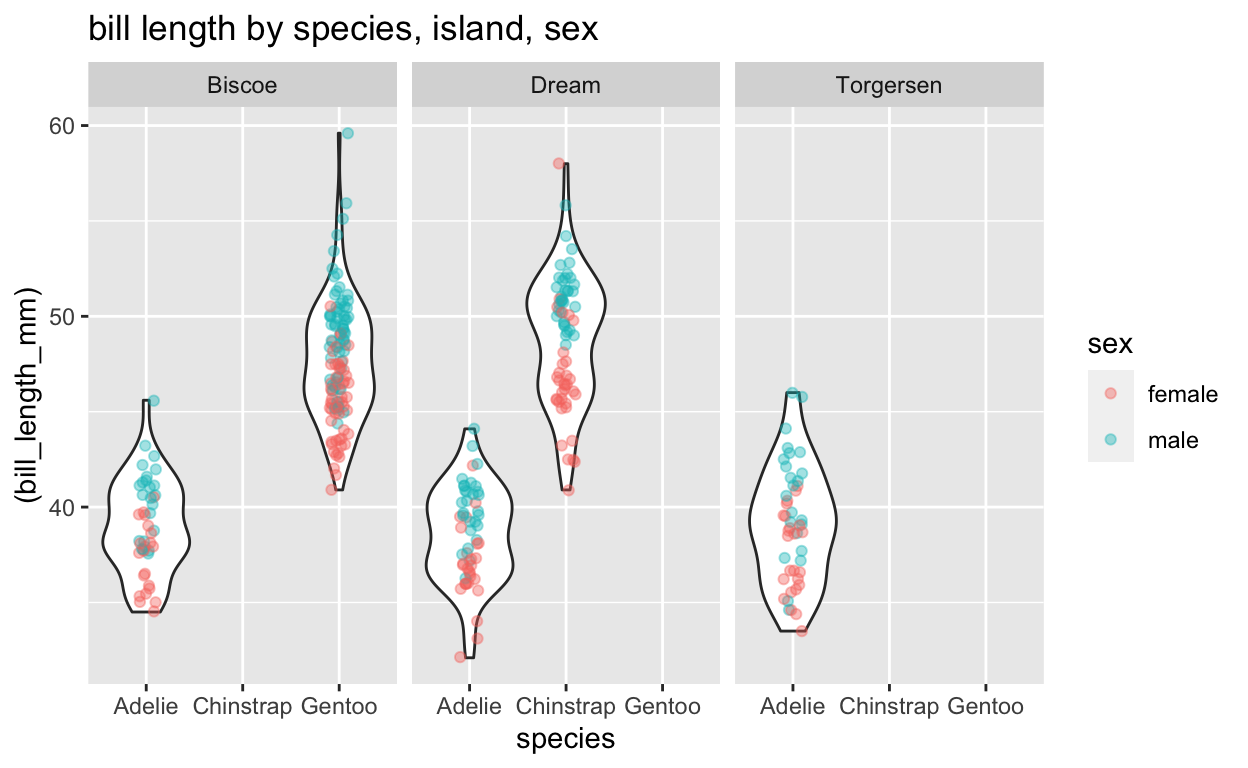 bill length by species, island, sex
Biscoe Dream Torgersen
60
50
40
(bill_length_mm)
Adelie Chinstrap Gentoo Adelie Chinstrap Gentoo Adelie Chinstrap Gentoo
species
sex
female
male